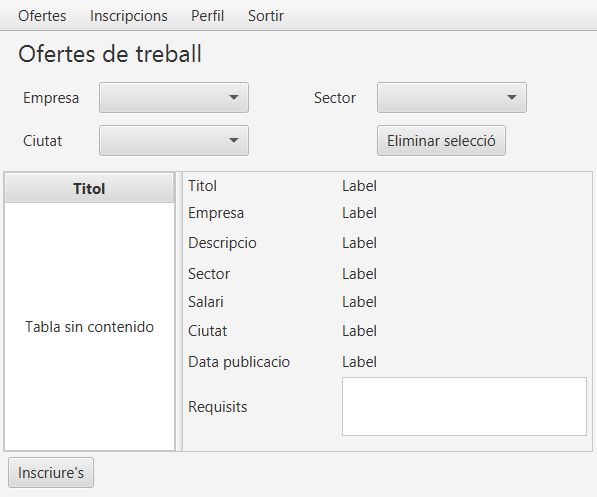 Ofertes Inscripcions Perfil Sortir
Ofertes de treball
Empresa Sector
Ciutat Eliminar selecció
Titol
Tabla sin contenido
Titol Label
Empresa Label
Descripcio Label
Sector Label
Salari Label
Ciutat Label
Data publicacio Label
Requisits
Inscriure's